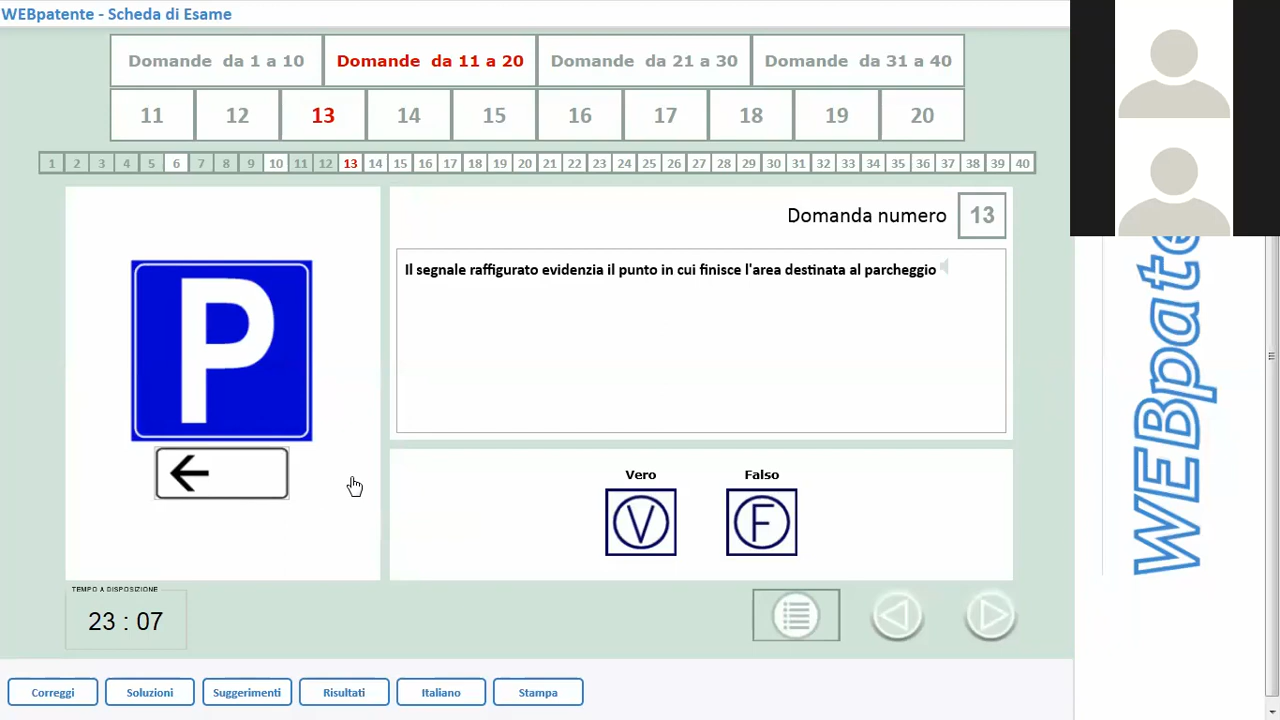 WEBpatente - Scheda di Esame
Domande da 1 a 10
Domande da 11 a 20
Domande da 21 a 30
Domande da 31 a 40
11 12 13 14 15 16 17 18 19 20
1 2 3 4 5 6 7 8 9 10 11 12 13 14 15 16 17 18 19 20 21 22 23 24 25 26 27 28 29 30 31 32 33 34 35 36 37 38 39 40
Domanda numero 13
Il segnale raffigurato evidenzia il punto in cui finisce l'area destinata al parcheggio
P
Vero
Falso
V
F
TEMPO A DISPOSIZIONE
23 : 07
Correggi
Soluzioni
Suggerimenti
Risultati
Italiano
Stampa
WEBpatente